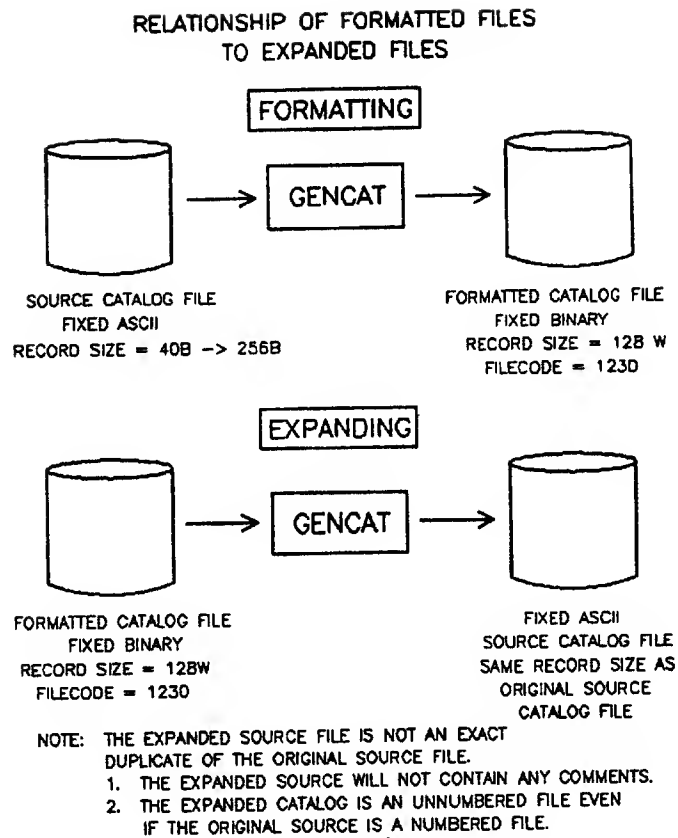 RELATIONSHIP OF FORMATTED FILES
TO EXPANDED FILES
FORMATTING
GENCAT
SOURCE CATALOG FILE
FIXED ASCII
RECORD SIZE = 40B -> 256B
FORMATTED CATALOG FILE
FIXED BINARY
RECORD SIZE = 128 W
FILECODE = 1230
EXPANDING
GENCAT
FORMATTED CATALOG FILE
FIXED BINARY
RECORD SIZE = 128W
FILECODE = 1230
FIXED ASCII
SOURCE CATALOG FILE
SAME RECORD SIZE AS
ORIGINAL SOURCE
CATALOG FILE
NOTE: THE EXPANDED SOURCE FILE IS NOT AN EXACT
DUPLICATE OF THE ORIGINAL SOURCE FILE.
1. THE EXPANDED SOURCE WILL NOT CONTAIN ANY COMMENTS.
2. THE EXPANDED CATALOG IS AN UNNUMBERED FILE EVEN
IF THE ORIGINAL SOURCE IS A NUMBERED FILE.